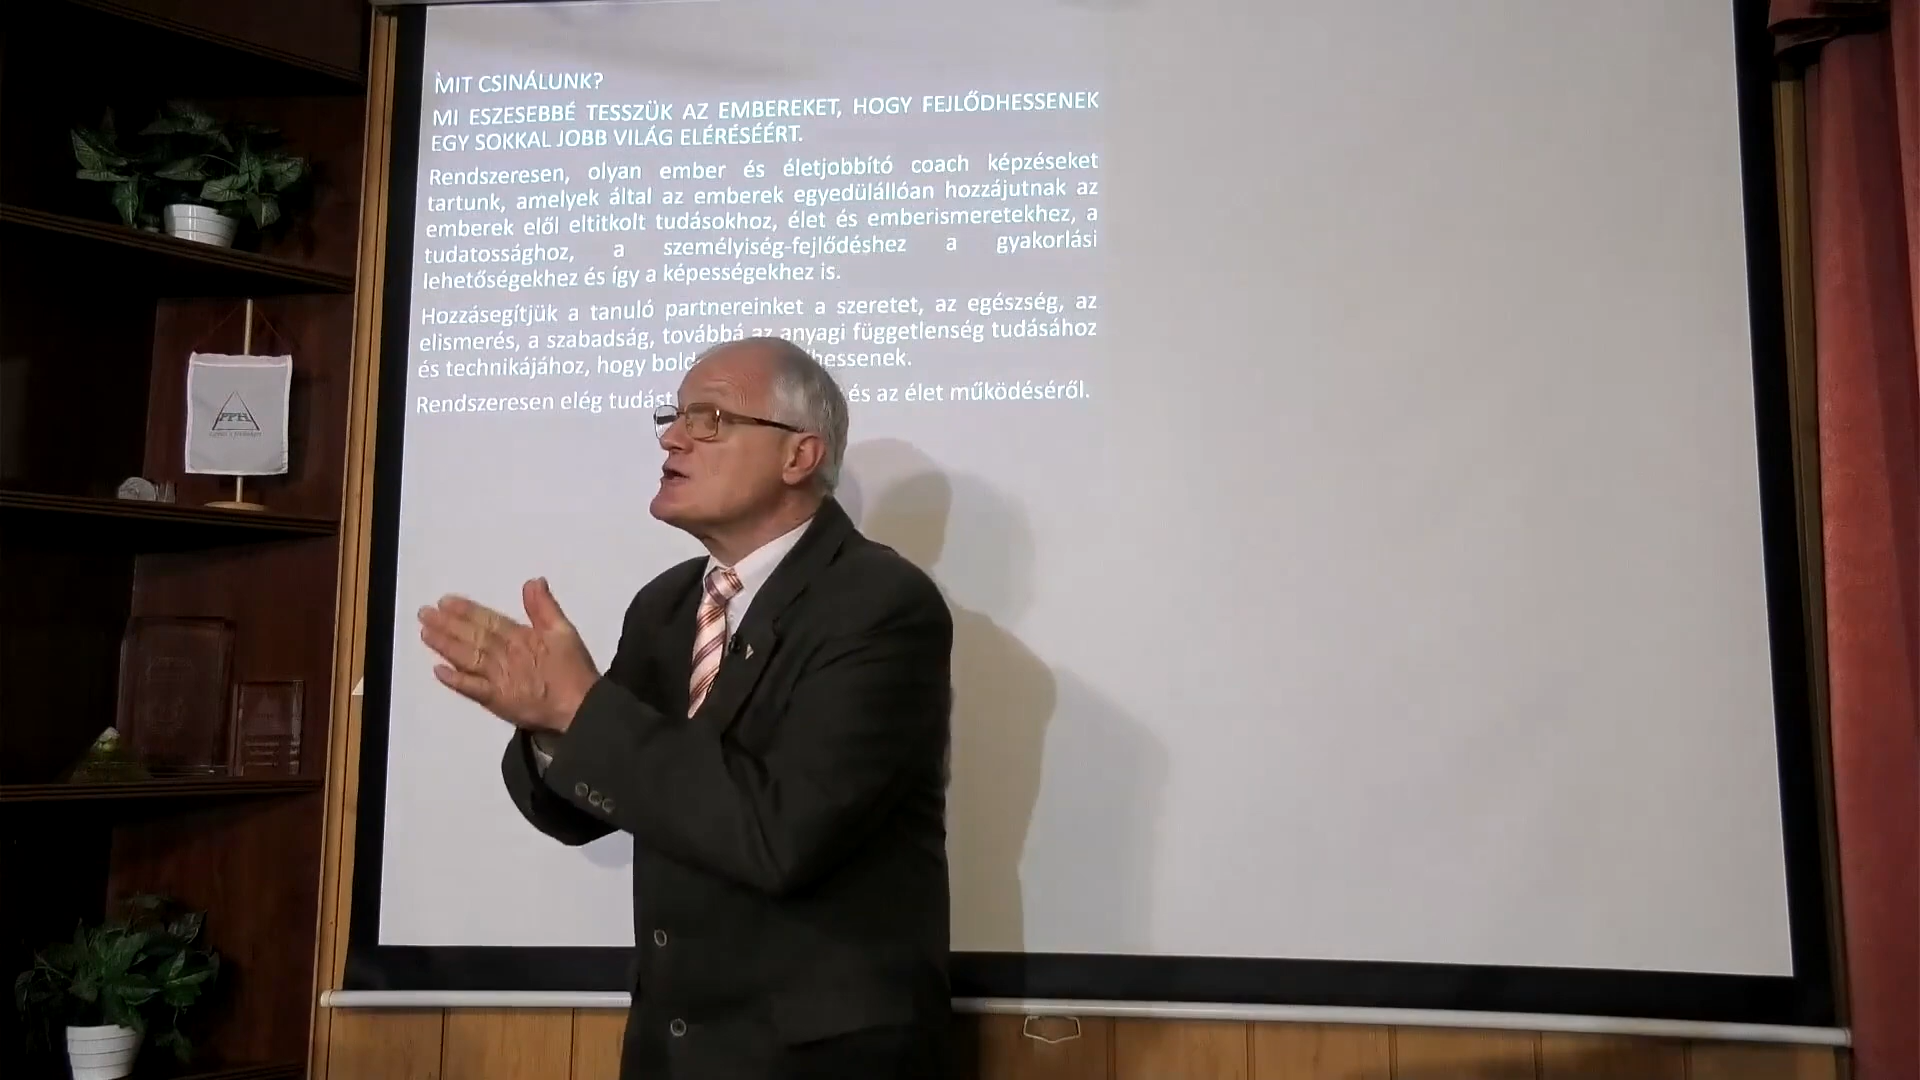 MIT CSINÁLUNK?
MI ESZESEBBÉ TESSZÜK AZ EMBEREKET, HOGY FEJLŐDHESSENEK
EGY SOKKAL JOBB VILÁG ELÉRÉSÉÉRT.
Rendszeresen, olyan ember és életjobbító coach képzéseket
tartunk, amelyek által az emberek egyedülállóan hozzájutnak az
emberek elől eltitkolt tudásokhoz, élet és emberismeretekhez, a
tudatossághoz, a személyiség-fejlődéshez a gyakorlási
lehetőségekhez és így a képességekhez is.
Hozzásegítjük a tanuló partnereinket a szeretet, az egészség, az
elismerés, a szabadság, továbbá az anyagi függetlenség tudásához
és technikájához, hogy
Rendszeresen elég tudást és az élet működéséről.
PPH